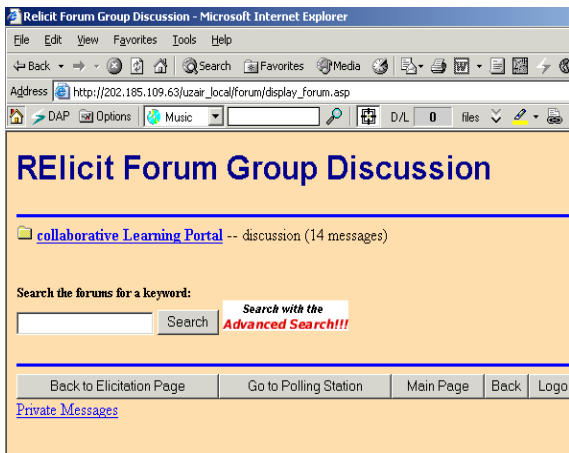 RElicit Forum Group Discussion - Microsoft Internet Explorer
File Edit View Favorites Tools Help
Back Search Favorites Media
Address http://202.185.109.63/uzair_local/forum/display_forum.asp
DAP Options Music D/L 0 files
RElicit Forum Group Discussion
collaborative Learning Portal -- discussion (14 messages)
Search the forums for a keyword:
Search
Search with the
Advanced Search!!!
Back to Elicitation Page Go to Polling Station Main Page Back Logo
Private Messages